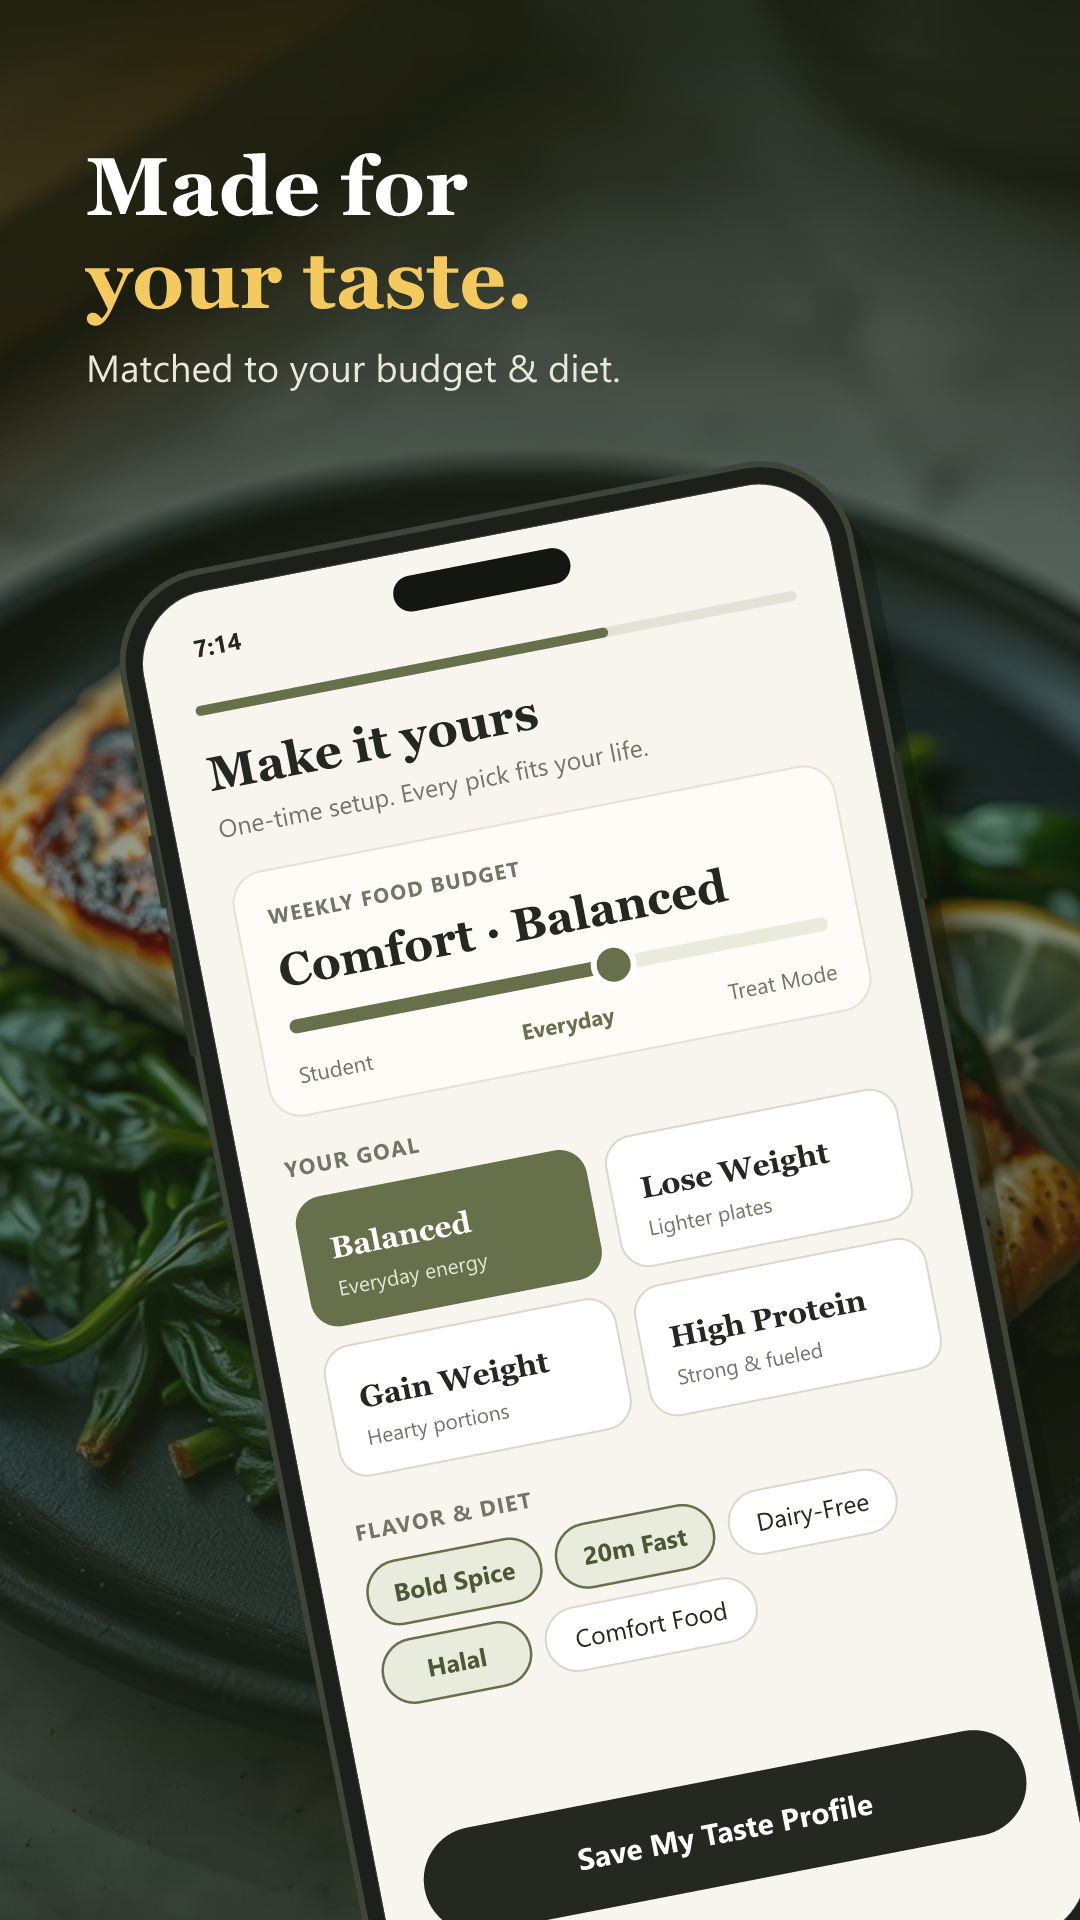 Made for
your taste.
Matched to your budget & diet.
7:14
Make it yours
One-time setup. Every pick fits your life.
WEEKLY FOOD BUDGET
Comfort · Balanced
Student
Everyday
Treat Mode
YOUR GOAL
Balanced
Everyday energy
Lose Weight
Lighter plates
Gain Weight
Hearty portions
High Protein
Strong & fueled
FLAVOR & DIET
Bold Spice
20m Fast
Dairy-Free
Halal
Comfort Food
Save My Taste Profile